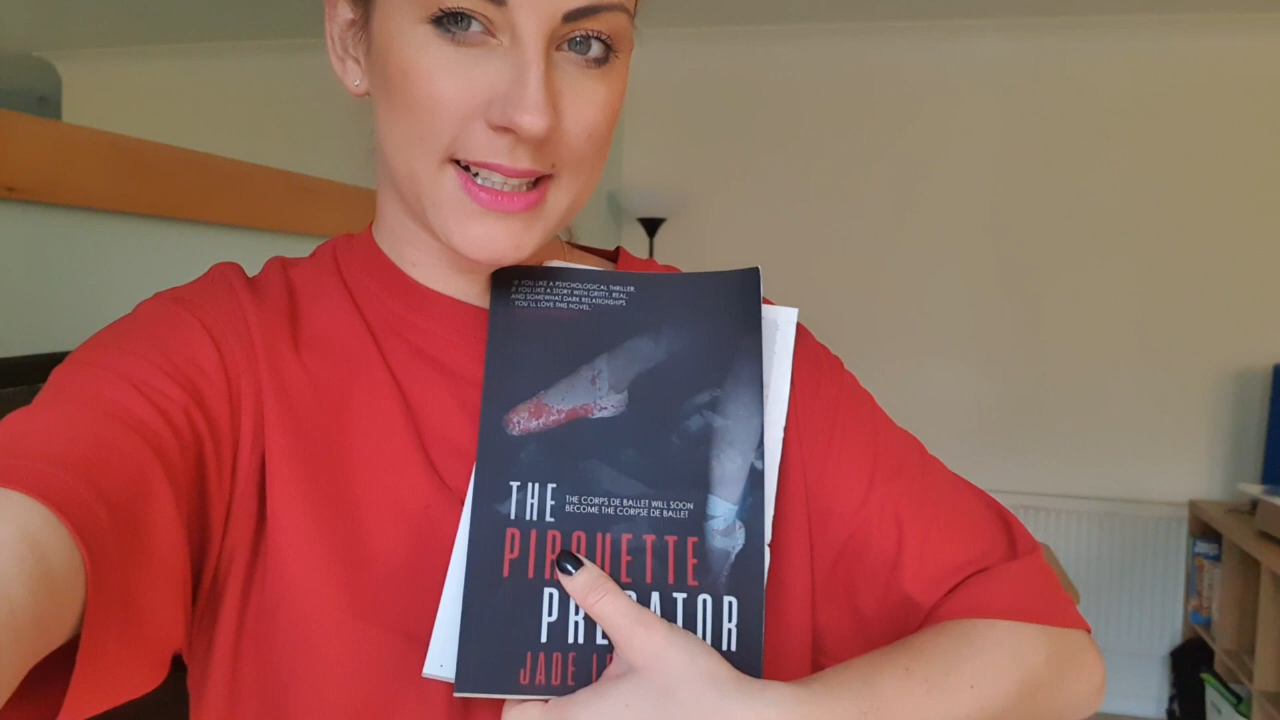 "IF YOU LIKE A PSYCHOLOGICAL THRILLER,
IF YOU LIKE A STORY WITH GRITTY, REAL,
AND SOMEWHAT DARK RELATIONSHIPS
- YOU'LL LOVE THIS NOVEL."
THE
THE CORPS DE BALLET WILL SOON
BECOME THE CORPSE DE BALLET
PIROUETTE
PREDATOR
JADE